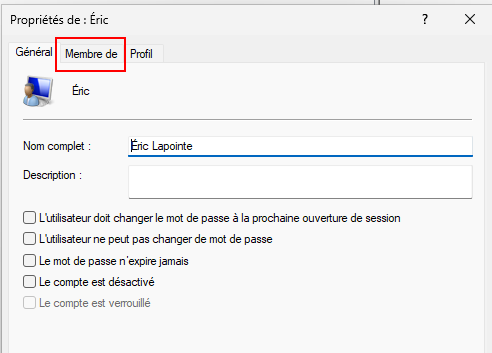 Propriétés de : Éric
Général Membre de Profil
Éric
Nom complet : Éric Lapointe
Description :
L'utilisateur doit changer le mot de passe à la prochaine ouverture de session
L'utilisateur ne peut pas changer de mot de passe
Le mot de passe n'expire jamais
Le compte est désactivé
Le compte est verrouillé